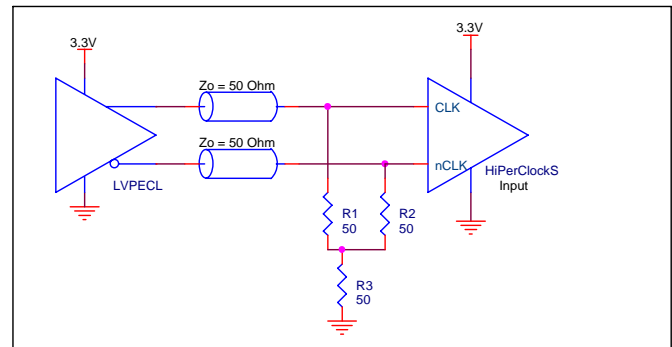 3.3V
3.3V
Zo = 50 Ohm
CLK
Zo = 50 Ohm
nCLK
LVPECL
HiPerClockS
Input
R1
50
R2
50
R3
50